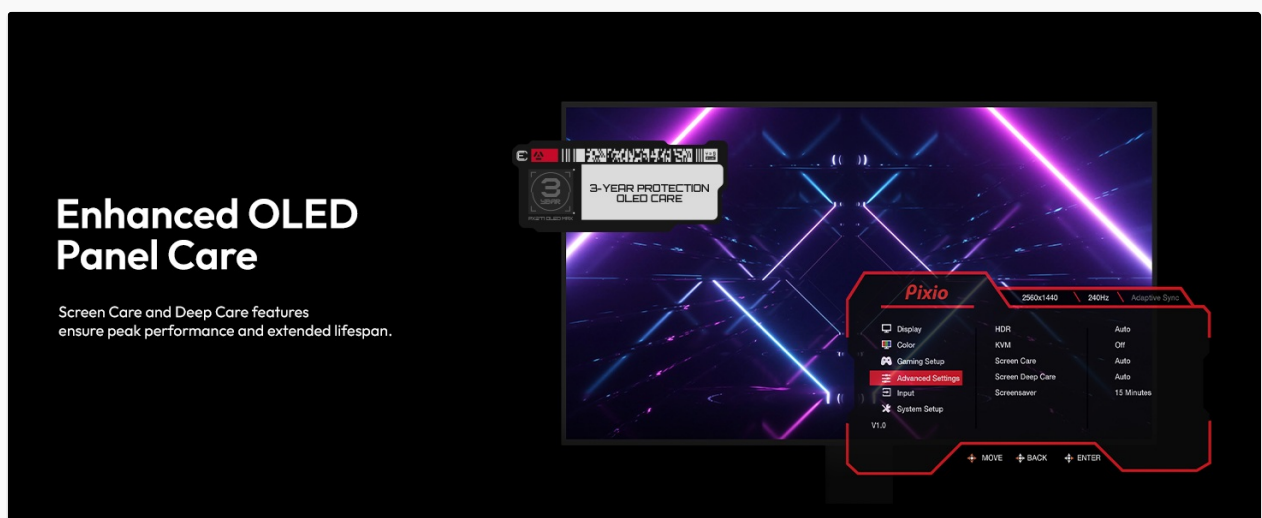 Enhanced OLED
Panel Care
Screen Care and Deep Care features
ensure peak performance and extended lifespan.
3
YEAR
3-YEAR PROTECTION
OLED CARE
Pixio
2560x1440 \ 240Hz \ Adaptive Sync
Display
Color
Gaming Setup
Advanced Settings
Input
System Setup
V1.0
HDR Auto
KVM Off
Screen Care Auto
Screen Deep Care Auto
Screensaver 15 Minutes
MOVE BACK ENTER